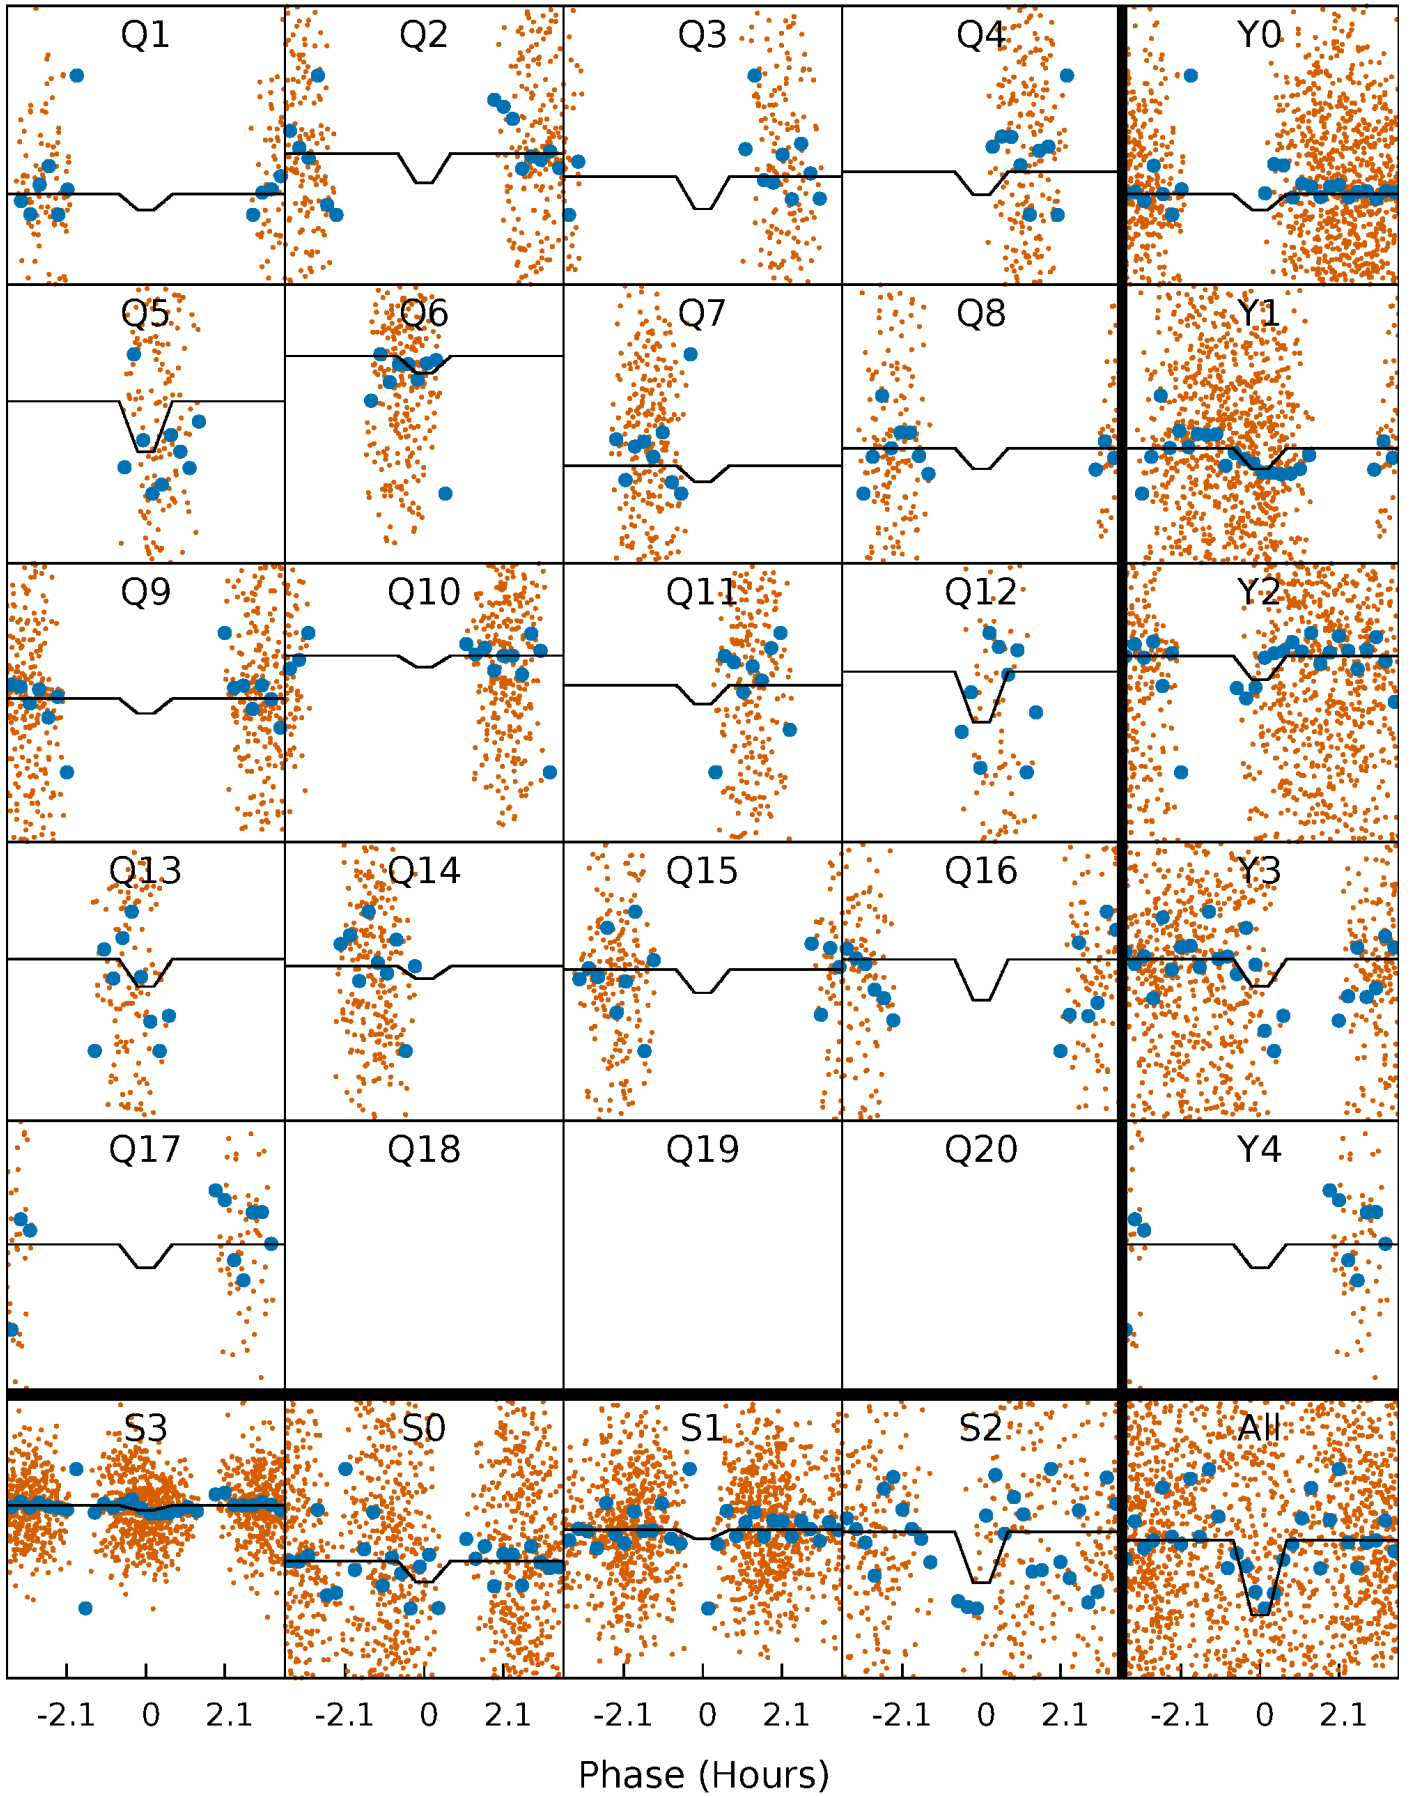 Q1 Q2 Q3 Q4 Y0
Q5 Q6 Q7 Q8 Y1
Q9 Q10 Q11 Q12 Y2
Q13 Q14 Q15 Q16 Y3
Q17 Q18 Q19 Q20 Y4
S3 S0 S1 S2 All
-2.1 0 2.1 -2.1 0 2.1 -2.1 0 2.1 -2.1 0 2.1 -2.1 0 2.1
Phase (Hours)